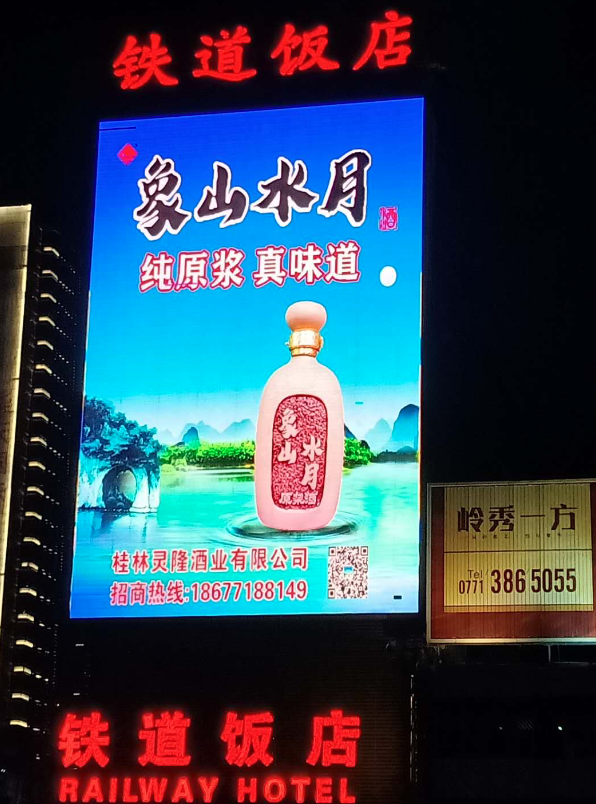 铁道饭店
象山水月
酒
纯原浆 真味道
象山
水月
原浆酒
桂林灵隆酒业有限公司
招商热线:18677188149
岭秀一方
Tel
0771 386 5055
铁道饭店
RAILWAY HOTEL